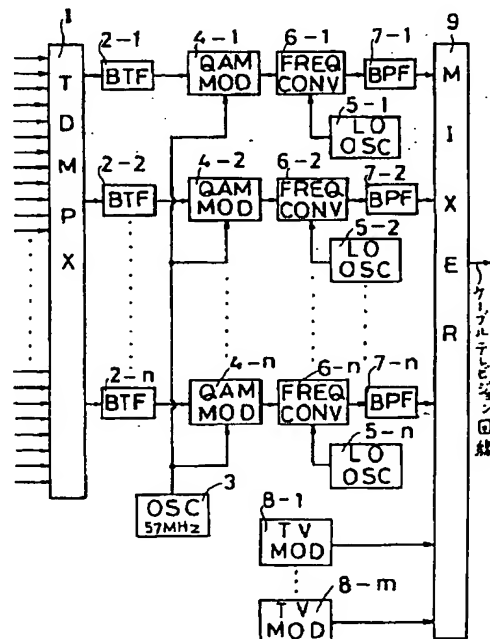 1
2-1
4-1
6-1
7-1
9
TDMPX
BTF
QAM MOD
FREQ CONV
BPF
MIXER
5-1
LO OSC
2-2
4-2
6-2
7-2
BTF
QAM MOD
FREQ CONV
BPF
5-2
LO OSC
ケーブルテレビジョン回線
2-n
4-n
6-n
7-n
BTF
QAM MOD
FREQ CONV
BPF
5-n
LO OSC
3
OSC
57MHz
8-1
TV MOD
8-m
TV MOD